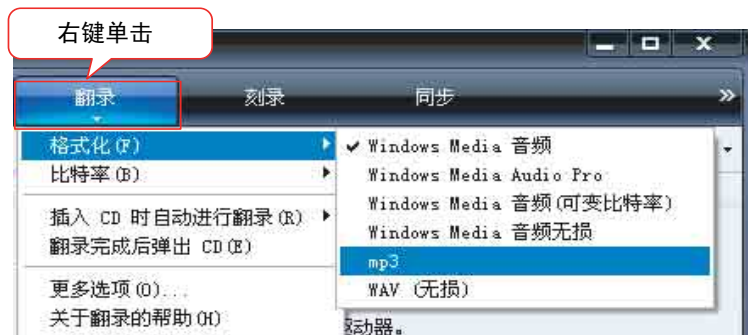 右键单击
翻录 刻录 同步 »
格式化(F)
比特率(B)
插入 CD 时自动进行翻录(R)
翻录完成后弹出 CD(E)
更多选项(O)...
关于翻录的帮助(H)
Windows Media 音频
Windows Media Audio Pro
Windows Media 音频(可变比特率)
Windows Media 音频无损
mp3
WAV (无损)
动器。